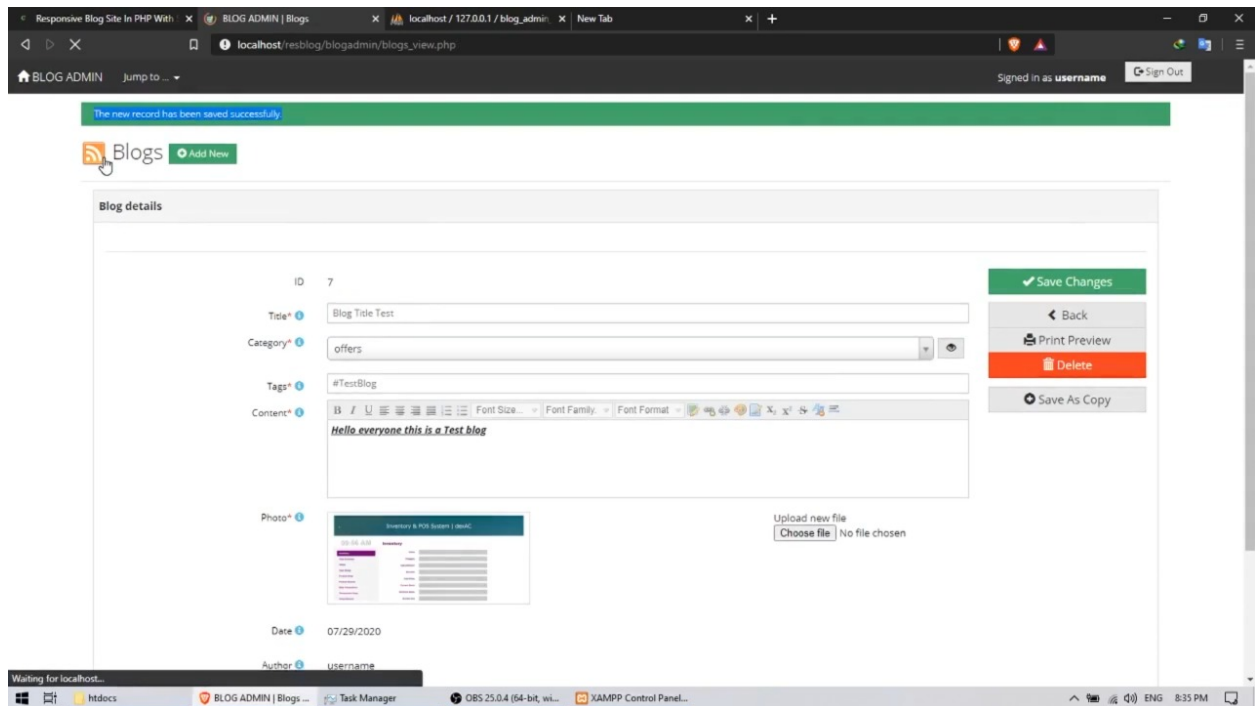 Responsive Blog Site In PHP With
BLOG ADMIN | Blogs
localhost / 127.0.0.1 / blog_admin
New Tab
localhost/resblog/blogadmin/blogs_view.php
BLOG ADMIN
Jump to ...
Signed in as username
Sign Out
The new record has been saved successfully.
Blogs
Add New
Blog details
ID
7
Save Changes
Title*
Blog Title Test
Back
Category*
offers
Print Preview
Delete
Tags*
#TestBlog
Save As Copy
Content*
B I U
Font Size...
Font Family.
Font Format
Hello everyone this is a Test blog
Photo*
Inventory & POS System | devAC
Inventory
Upload new file
Choose file
No file chosen
Date
07/29/2020
Author
username
Waiting for localhost...
htdocs
BLOG ADMIN | Blogs ...
Task Manager
OBS 25.0.4 (64-bit, wi...
XAMPP Control Panel...
ENG
8:35 PM